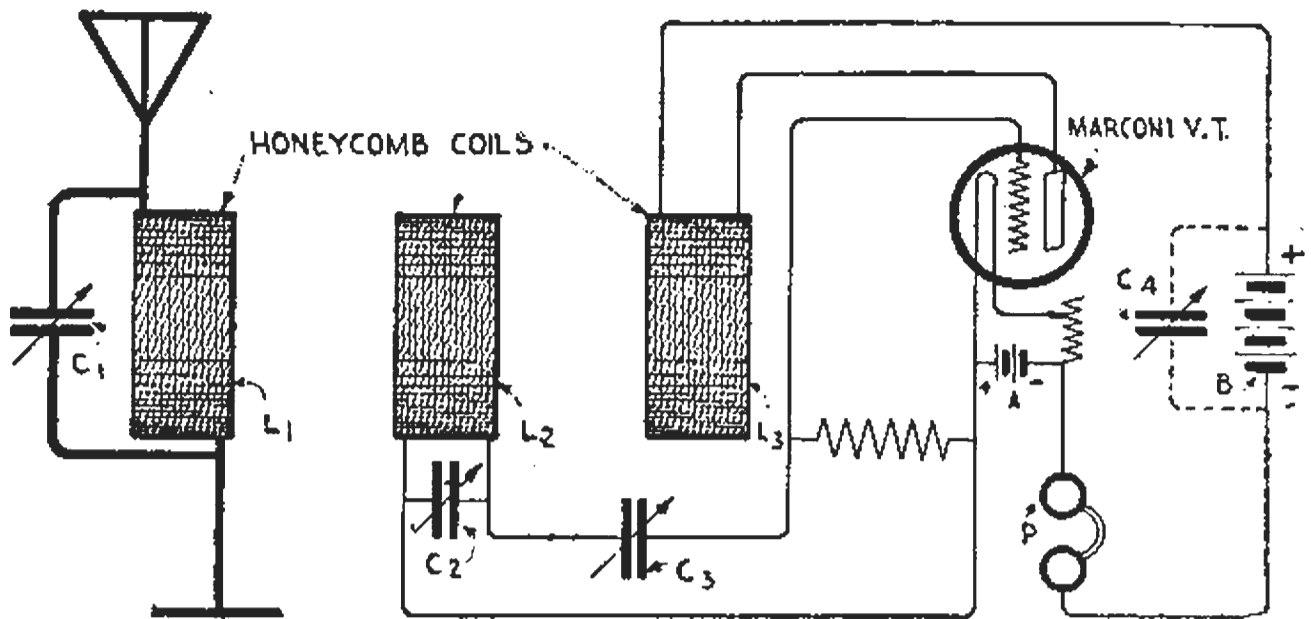 HONEYCOMB COILS
MARCONI V.T.
C1
L1
L2
L3
C2
C3
C4
+
B
-
+ A -
P